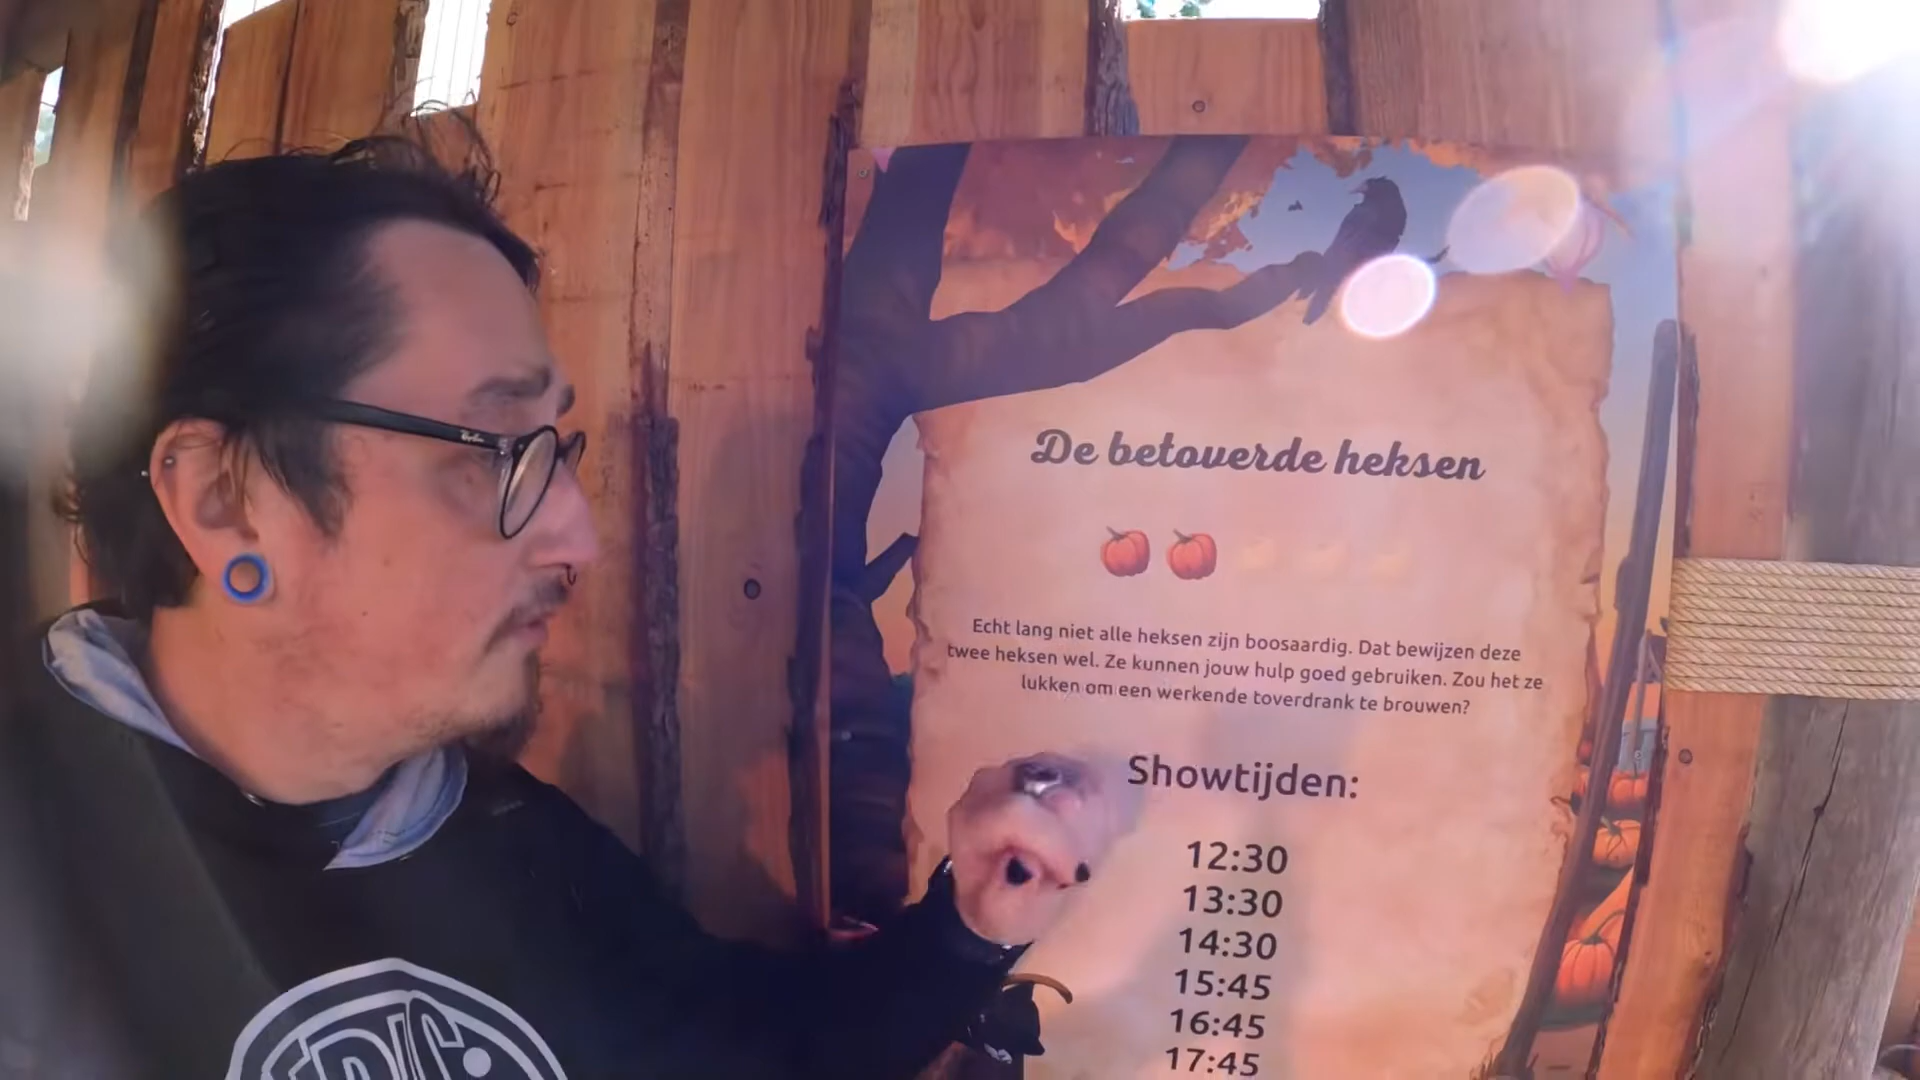 De betoverde heksen
Echt lang niet alle heksen zijn boosaardig. Dat bewijzen deze
twee heksen wel. Ze kunnen jouw hulp goed gebruiken. Zou het ze
lukken om een werkende toverdrank te brouwen?
Showtijden:
12:30
13:30
14:30
15:45
16:45
17:45
Ray-Ban